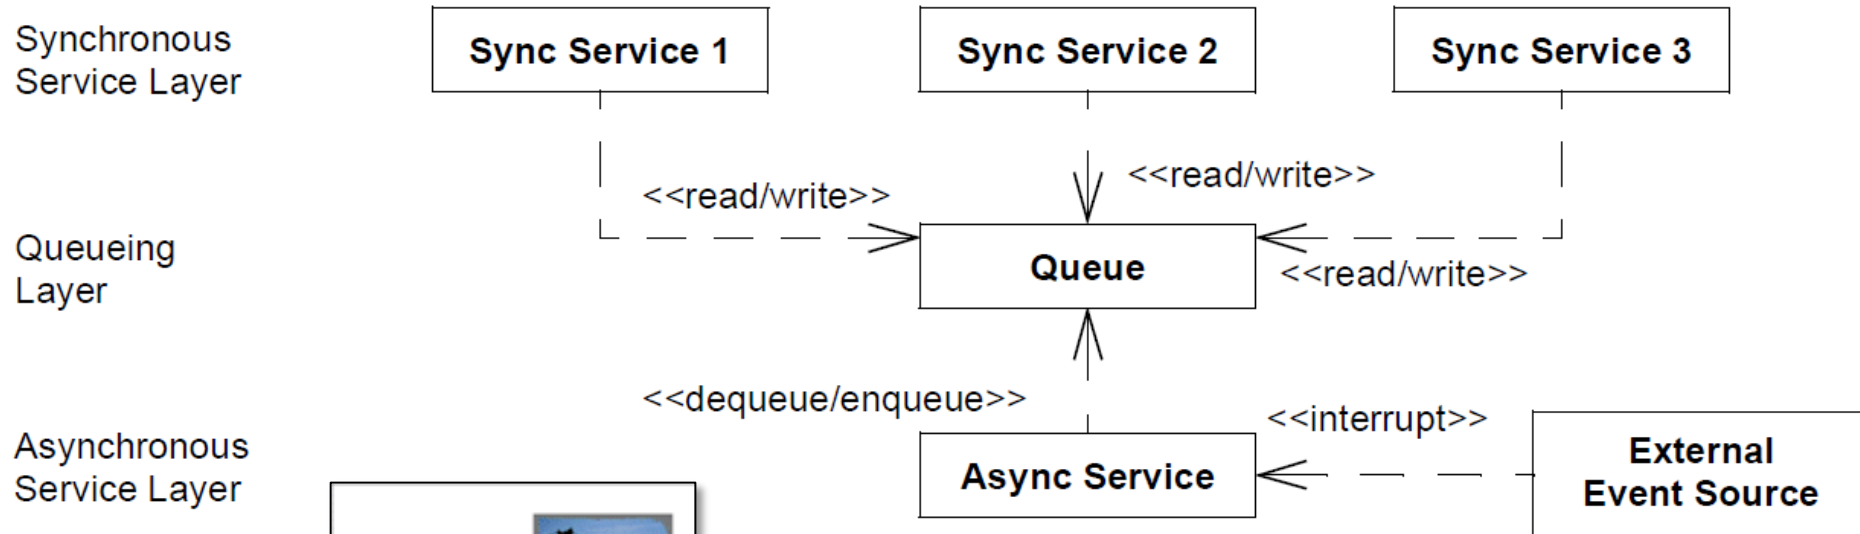 Synchronous
Service Layer
Sync Service 1
Sync Service 2
Sync Service 3
<<read/write>>
<<read/write>>
Queueing
Layer
Queue
<<read/write>>
<<dequeue/enqueue>>
<<interrupt>>
Asynchronous
Service Layer
Async Service
External
Event Source